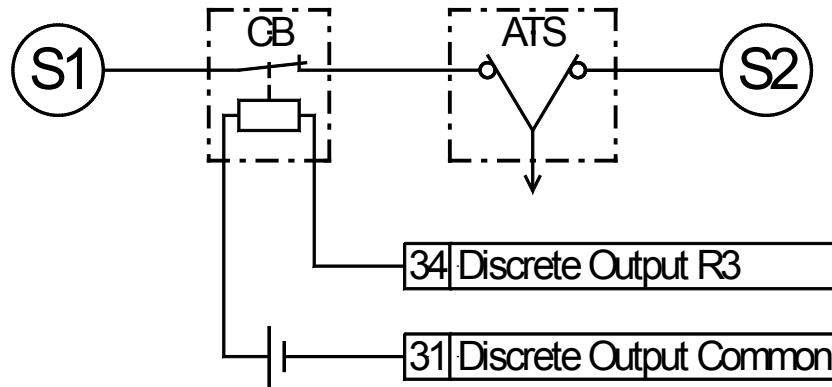 CB
ATS
S1
S2
34 Discrete Output R3
31 Discrete Output Common